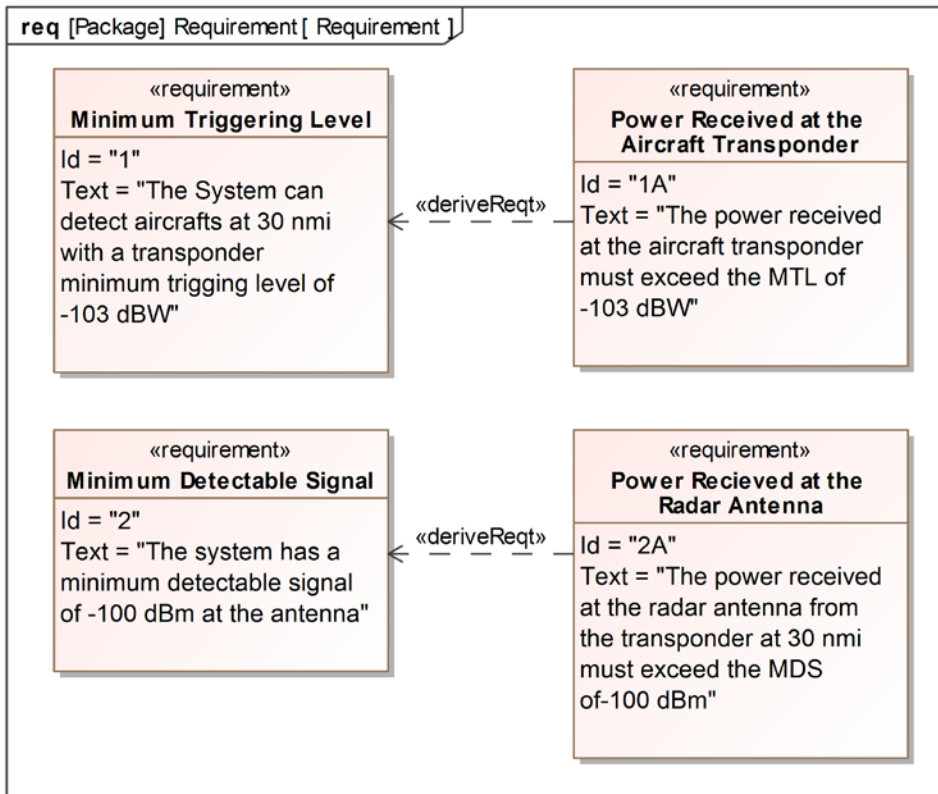 req [Package] Requirement [ Requirement ]
«requirement»
Minimum Triggering Level
Id = "1"
Text = "The System can
detect aircrafts at 30 nmi
with a transponder
minimum trigging level of
-103 dBW"
«deriveReqt»
«requirement»
Power Received at the
Aircraft Transponder
Id = "1A"
Text = "The power received
at the aircraft transponder
must exceed the MTL of
-103 dBW"
«requirement»
Minimum Detectable Signal
Id = "2"
Text = "The system has a
minimum detectable signal
of -100 dBm at the antenna"
«deriveReqt»
«requirement»
Power Recieved at the
Radar Antenna
Id = "2A"
Text = "The power received
at the radar antenna from
the transponder at 30 nmi
must exceed the MDS
of-100 dBm"